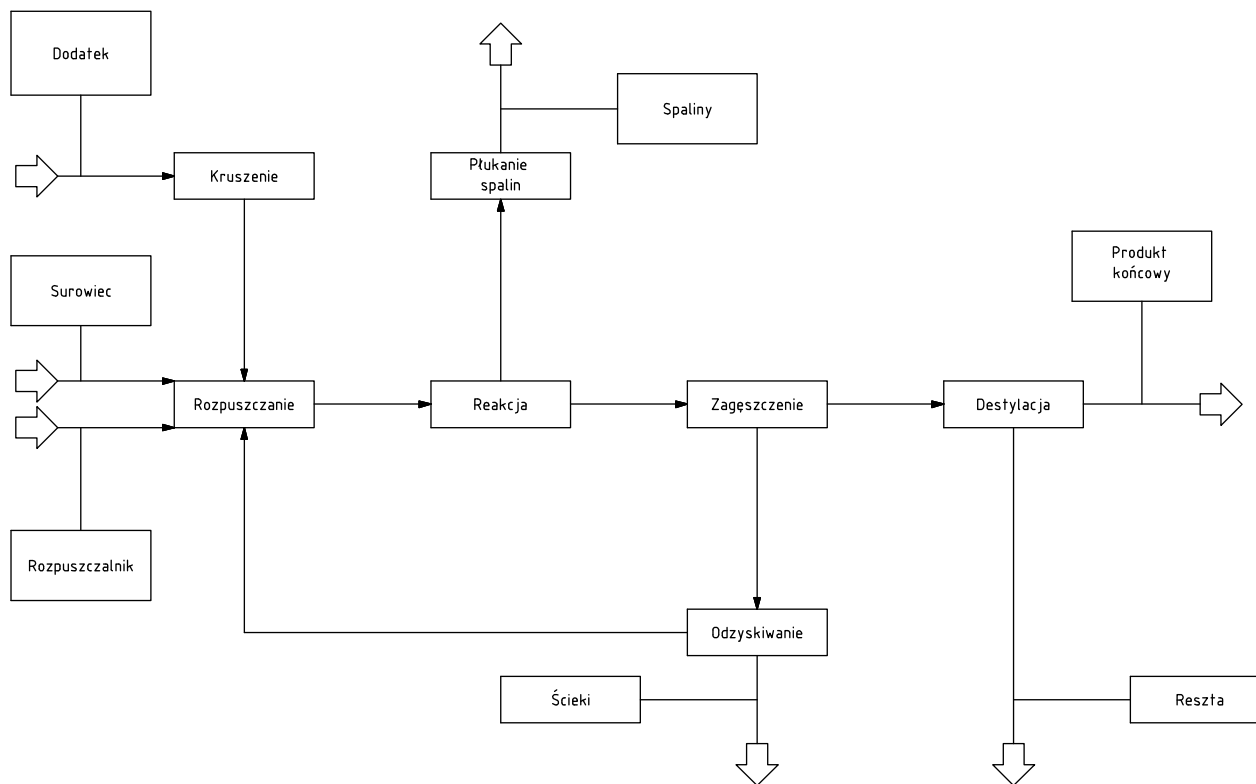 Dodatek
Spaliny
Płukanie
spalin
Kruszenie
Produkt
końcowy
Surowiec
Rozpuszczanie
Reakcja
Zagęszczenie
Destylacja
Rozpuszczalnik
Odzyskiwanie
Ścieki
Reszta